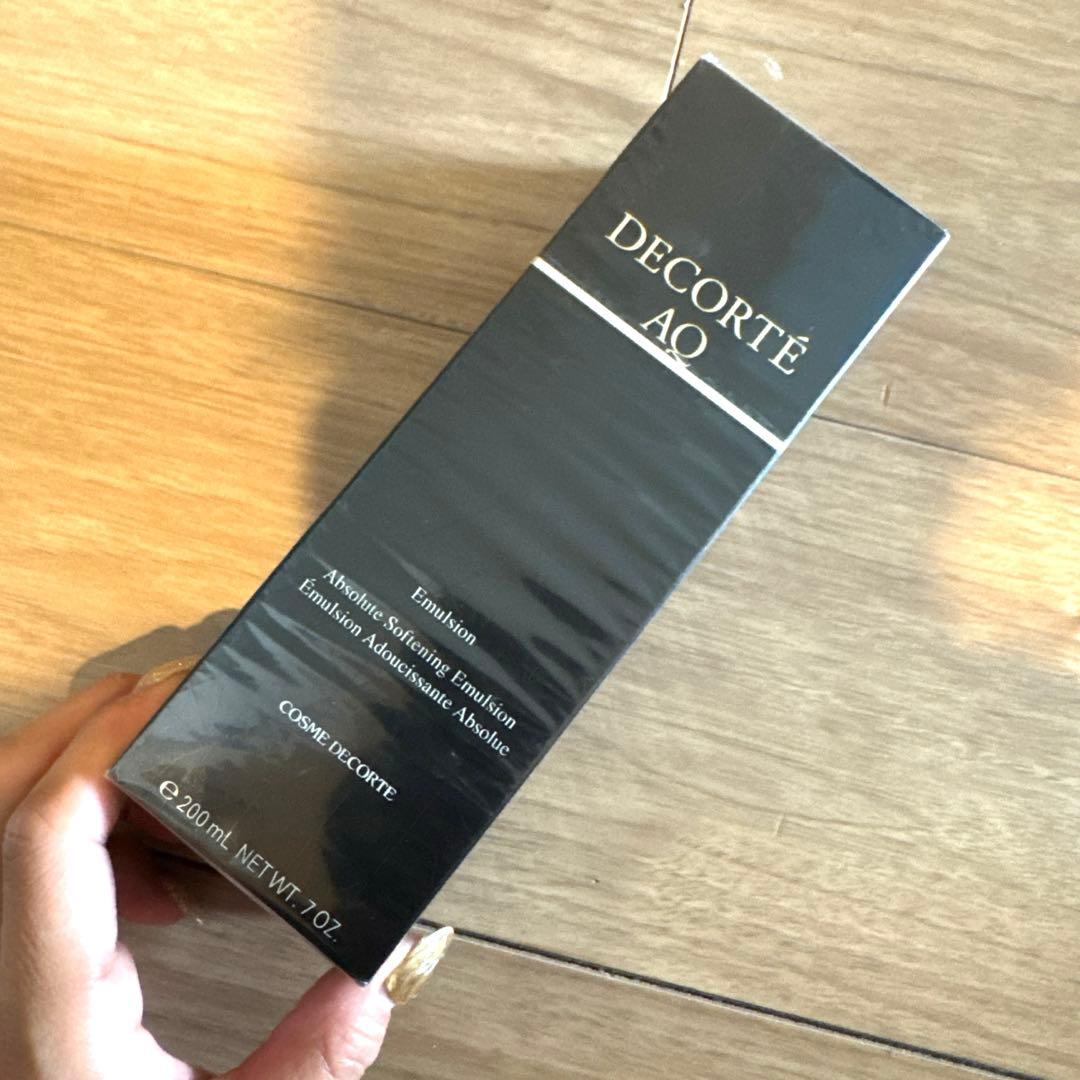 DECORTÉ
AQ
Emulsion
Absolute Softening Emulsion
Émulsion Adoucissante Absolue
COSME DECORTE
℮ 200 mL NET WT. 7 OZ.